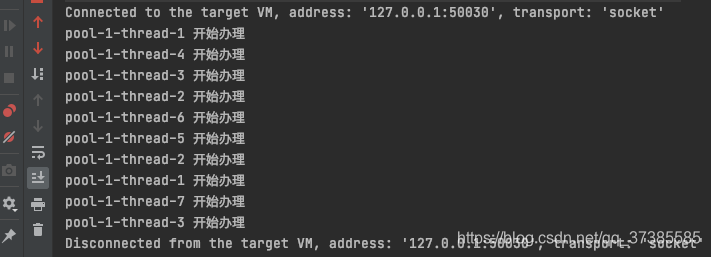 Connected to the target VM, address: '127.0.0.1:50030', transport: 'socket'
pool-1-thread-1 开始办理
pool-1-thread-4 开始办理
pool-1-thread-3 开始办理
pool-1-thread-2 开始办理
pool-1-thread-6 开始办理
pool-1-thread-5 开始办理
pool-1-thread-2 开始办理
pool-1-thread-1 开始办理
pool-1-thread-7 开始办理
pool-1-thread-3 开始办理
https://blog.csdn.net/qq_37385585
Disconnected from the target VM, address: '127.0.0.1:50030', transport: 'socket'